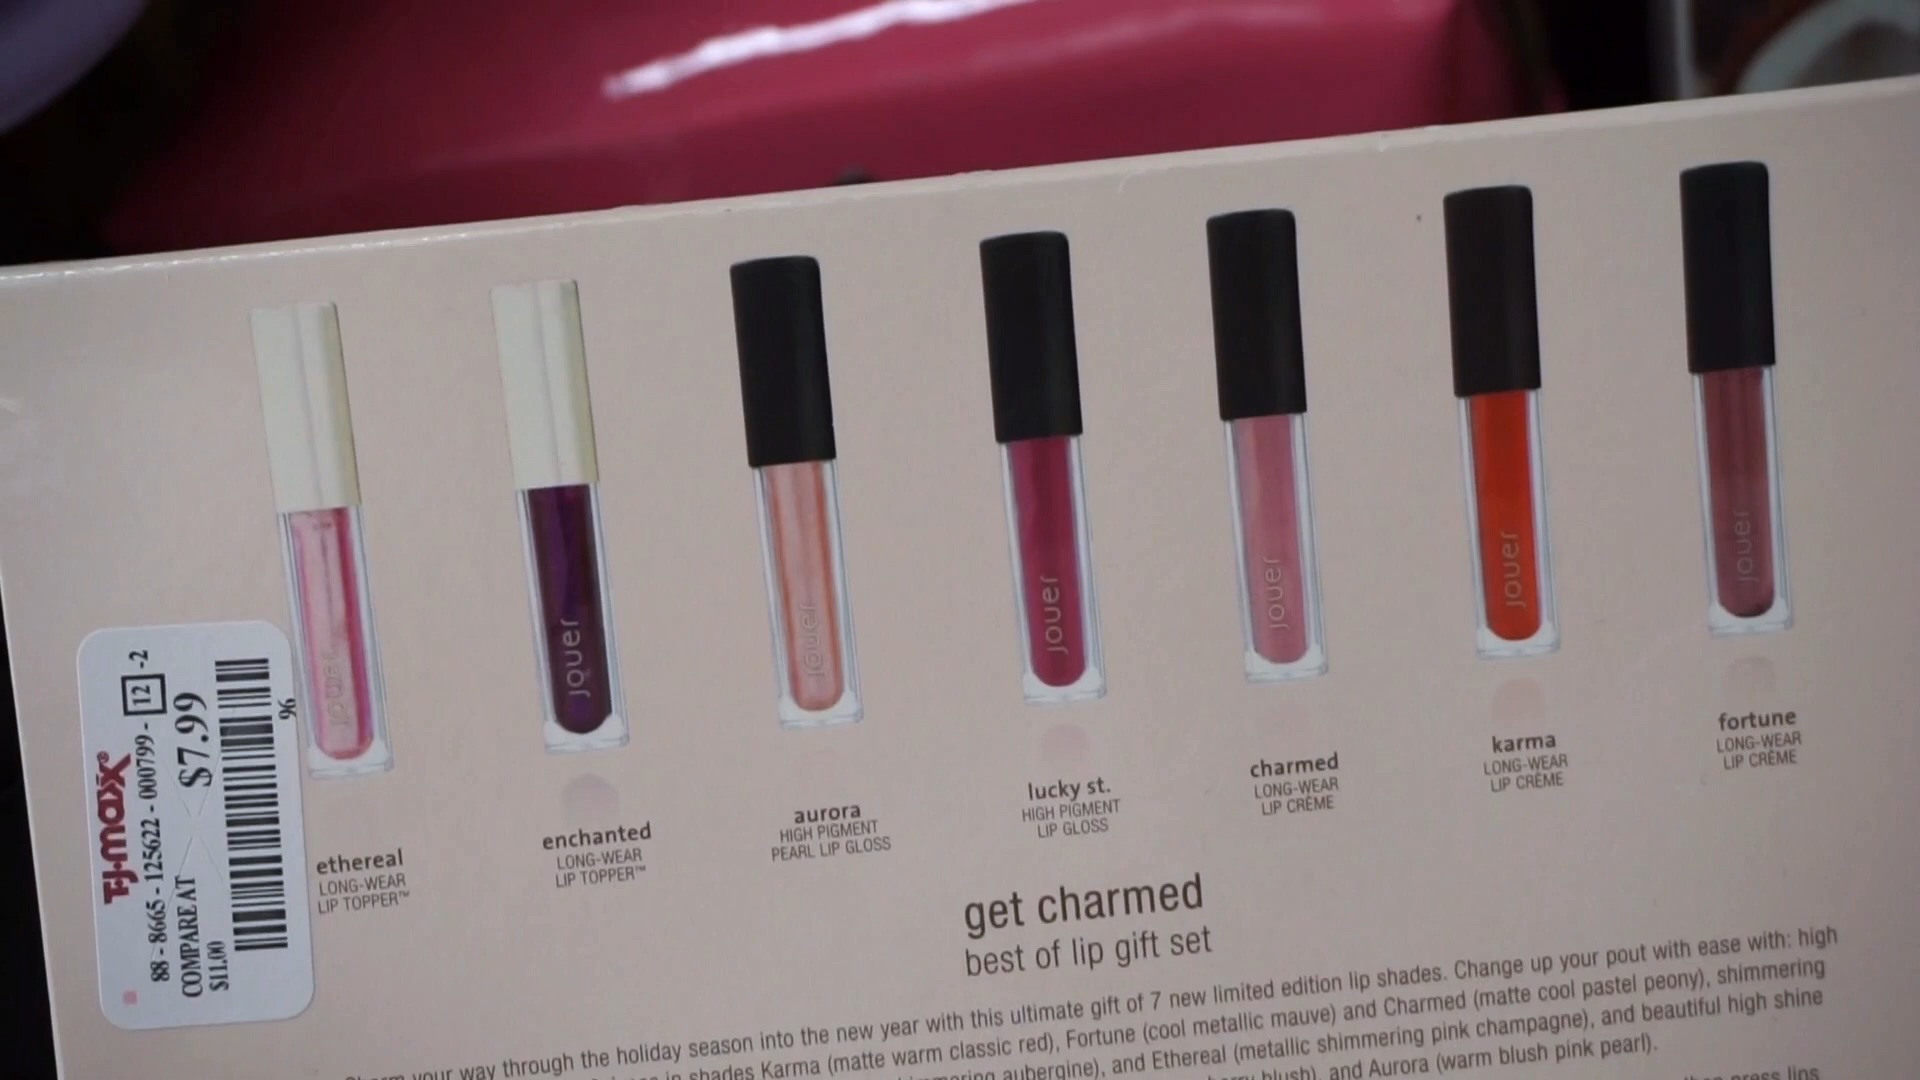 jouer
jouer
jouer
jouer
jouer
jouer
jouer
ethereal
LONG-WEAR
LIP TOPPER™
enchanted
LONG-WEAR
LIP TOPPER™
aurora
HIGH PIGMENT
PEARL LIP GLOSS
lucky st.
HIGH PIGMENT
LIP GLOSS
charmed
LONG-WEAR
LIP CRÈME
karma
LONG-WEAR
LIP CRÈME
fortune
LONG-WEAR
LIP CRÈME
T.J.maxx®
88 - 8665 - 125622 - 000799 - 12 -2
COMPARE AT $7.99
$11.00
96
get charmed
best of lip gift set
your way through the holiday season into the new year with this ultimate gift of 7 new limited edition lip shades. Change up your pout with ease with: high
in shades Karma (matte warm classic red), Fortune (cool metallic mauve) and Charmed (matte cool pastel peony), shimmering
aubergine), and Ethereal (metallic shimmering pink champagne), and beautiful high shine
blush), and Aurora (warm blush pink pearl).
press lips